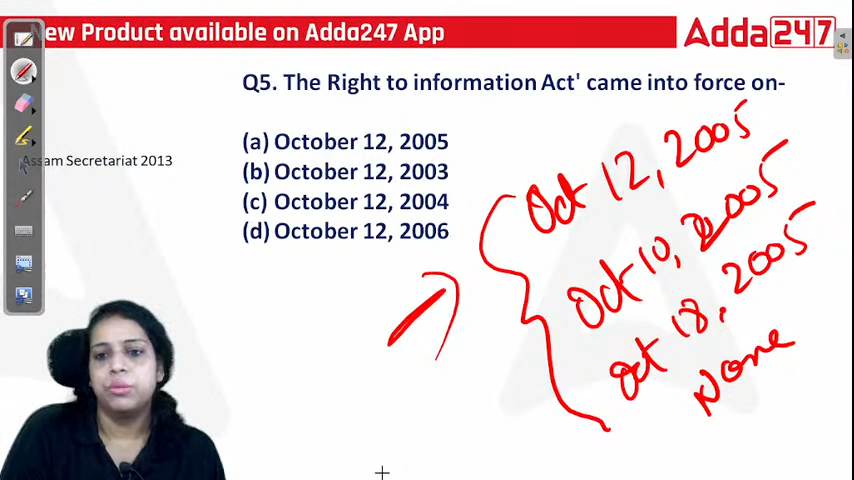 New Product available on Adda247 App
Adda247
Q5. The Right to information Act' came into force on-
(a) October 12, 2005
Assam Secretariat 2013
(b) October 12, 2003
(c) October 12, 2004
(d) October 12, 2006
Oct 12, 2005
Oct 10, 2005
Oct 18, 2005
None